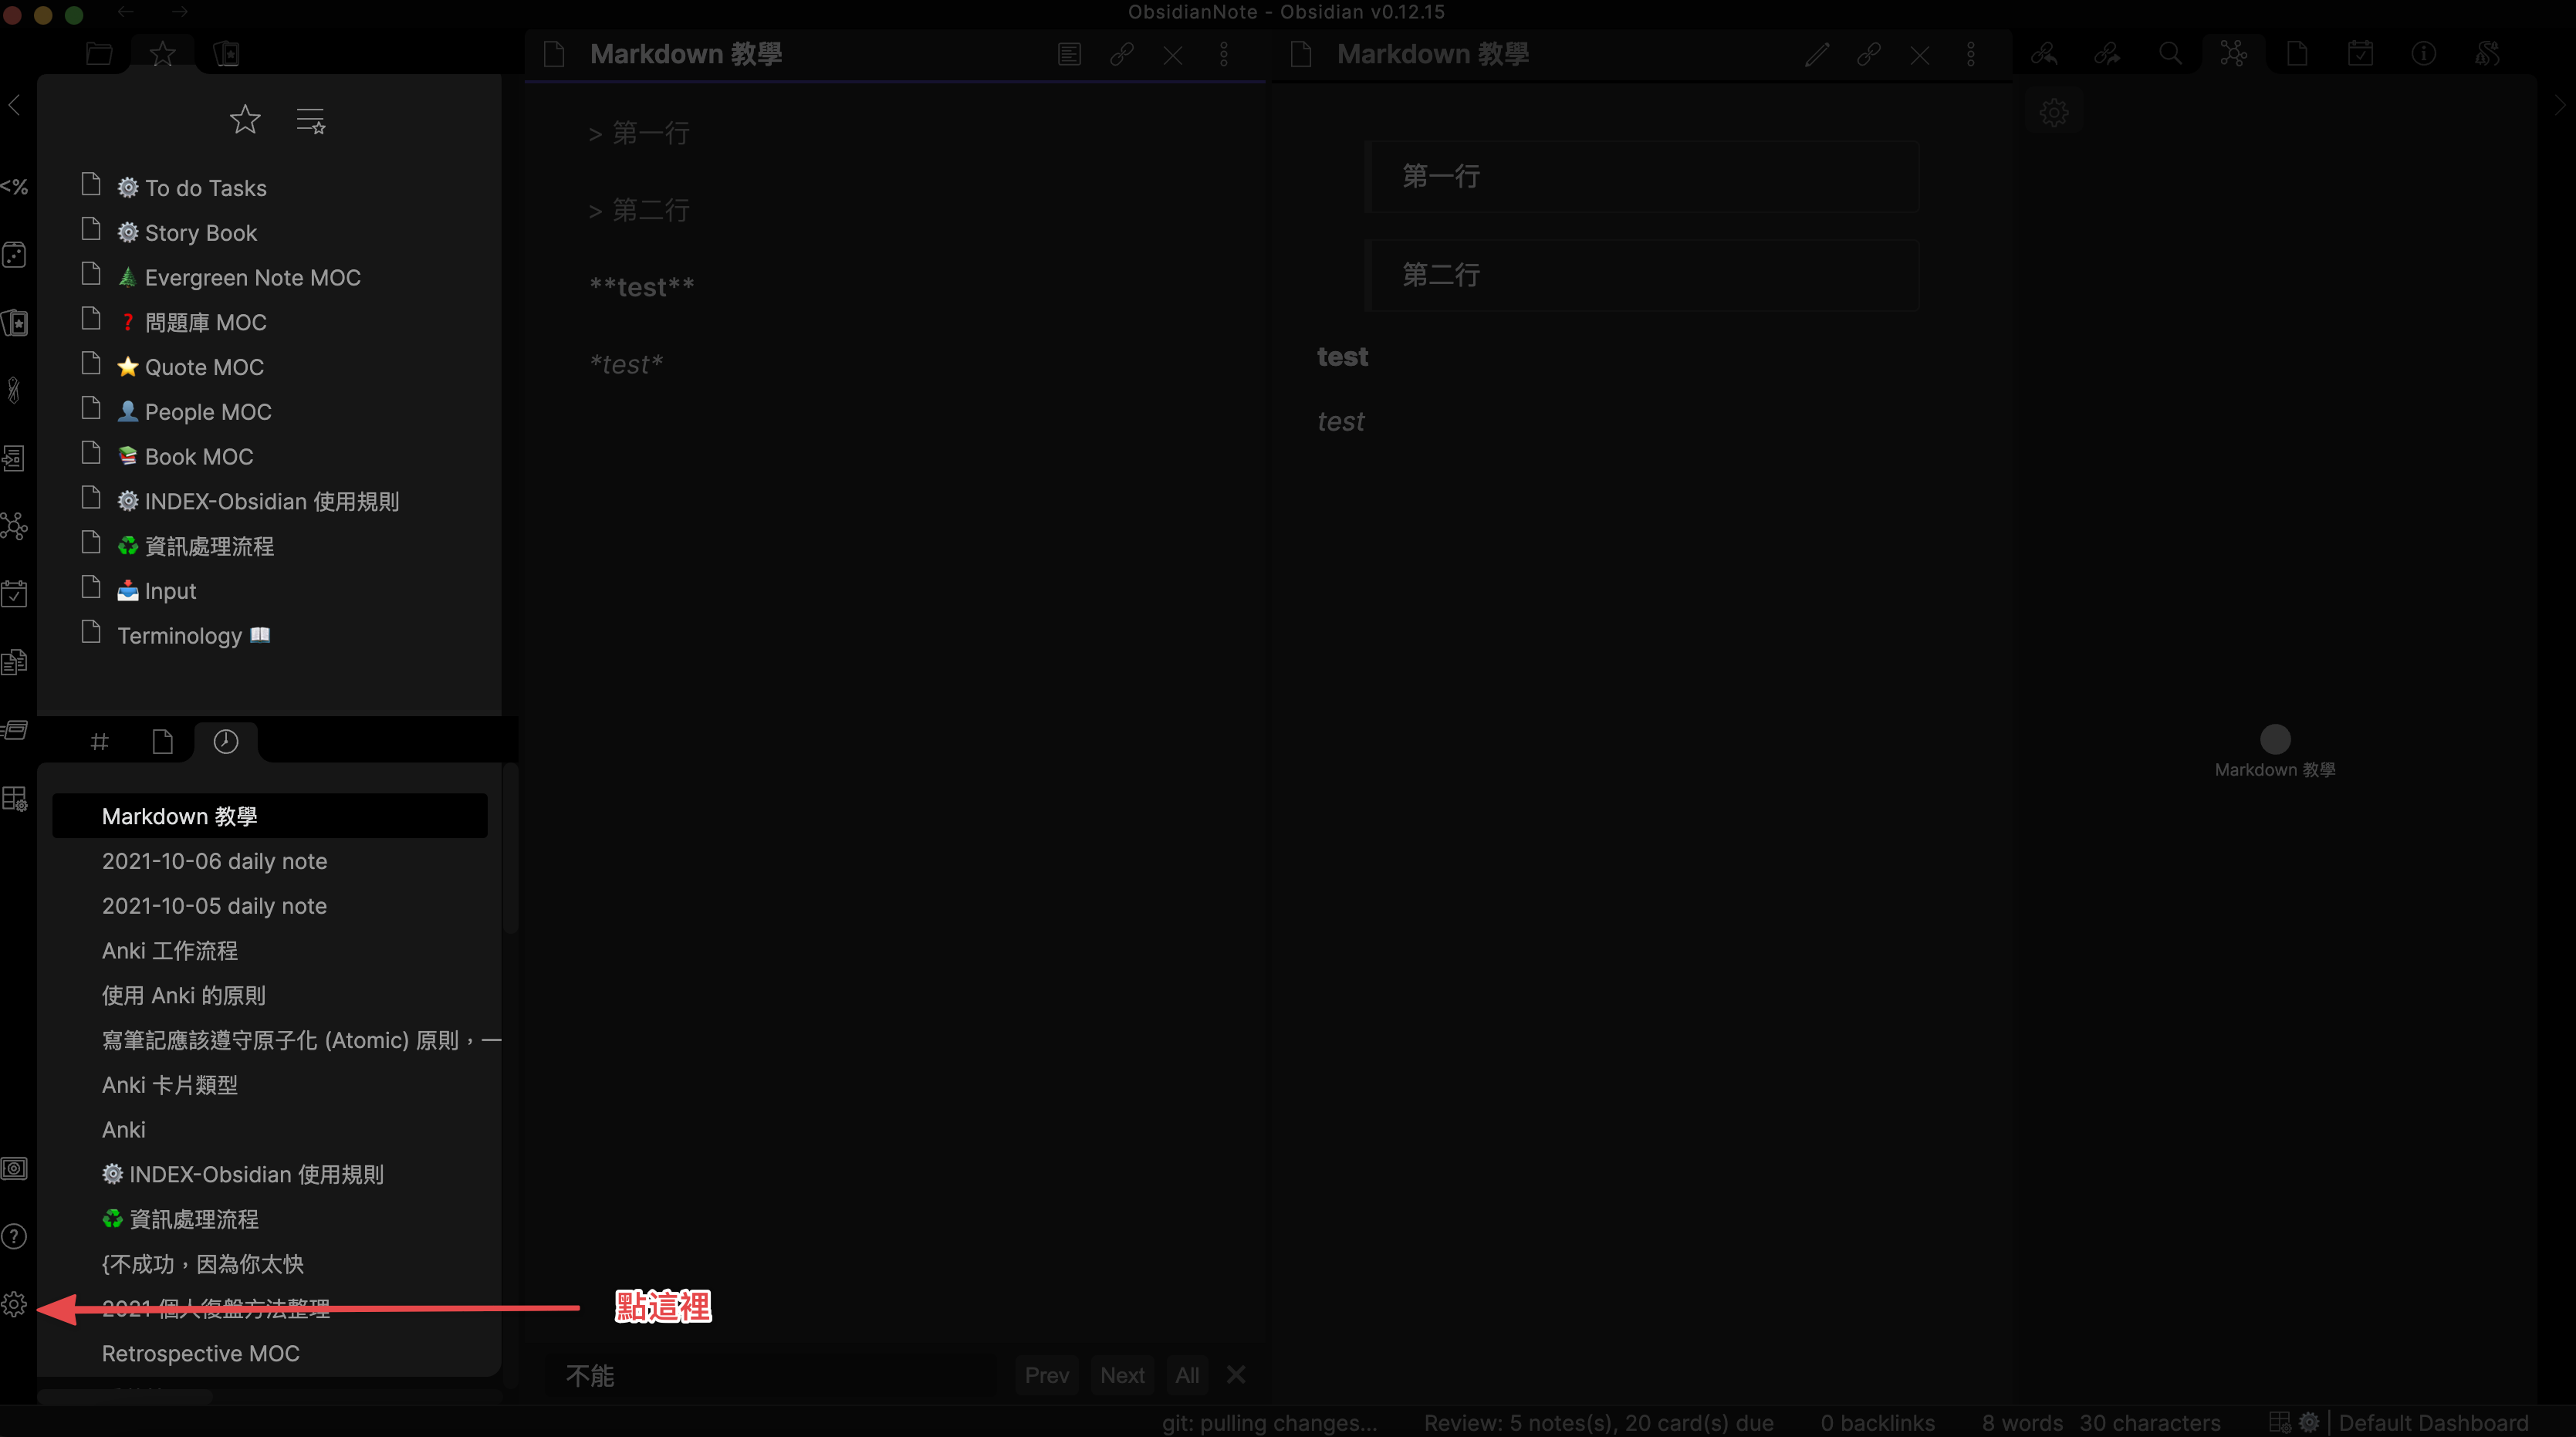 ObsidianNote - Obsidian v0.12.15
To do Tasks
Story Book
Evergreen Note MOC
問題庫 MOC
Quote MOC
People MOC
Book MOC
INDEX-Obsidian 使用規則
資訊處理流程
Input
Terminology
#
Markdown 教學
2021-10-06 daily note
2021-10-05 daily note
Anki 工作流程
使用 Anki 的原則
寫筆記應該遵守原子化 (Atomic) 原則，一
Anki 卡片類型
Anki
INDEX-Obsidian 使用規則
資訊處理流程
{不成功，因為你太快
2021 個人復盤方法整理
Retrospective MOC
點這裡
Markdown 教學
> 第一行
> 第二行
**test**
*test*
不能
Prev Next All
Markdown 教學
第一行
第二行
test
test
Markdown 教學
git: pulling changes... Review: 5 notes(s), 20 card(s) due 0 backlinks 8 words 30 characters | Default Dashboard